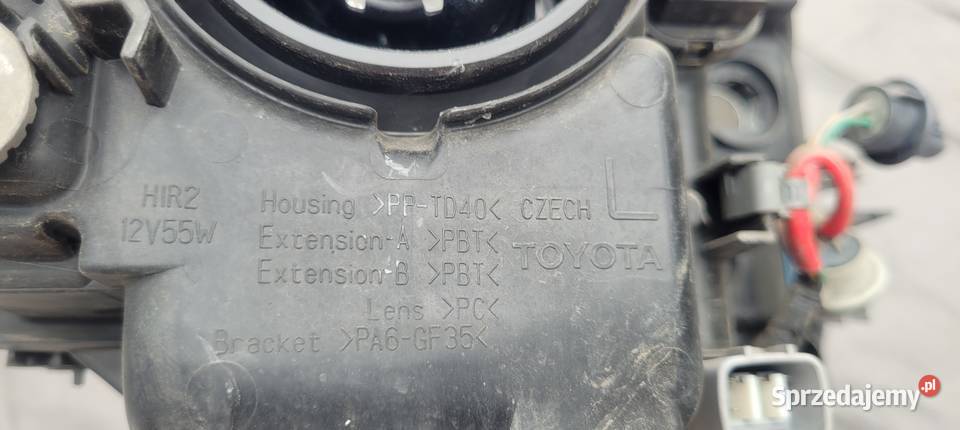 HIR2
12V55W
Housing >PP-TD40< CZECH L
Extension-A >PBT< TOYOTA
Extension-B >PBT<
Lens >PC<
Bracket >PA6-GF35<
Sprzedajemy.pl